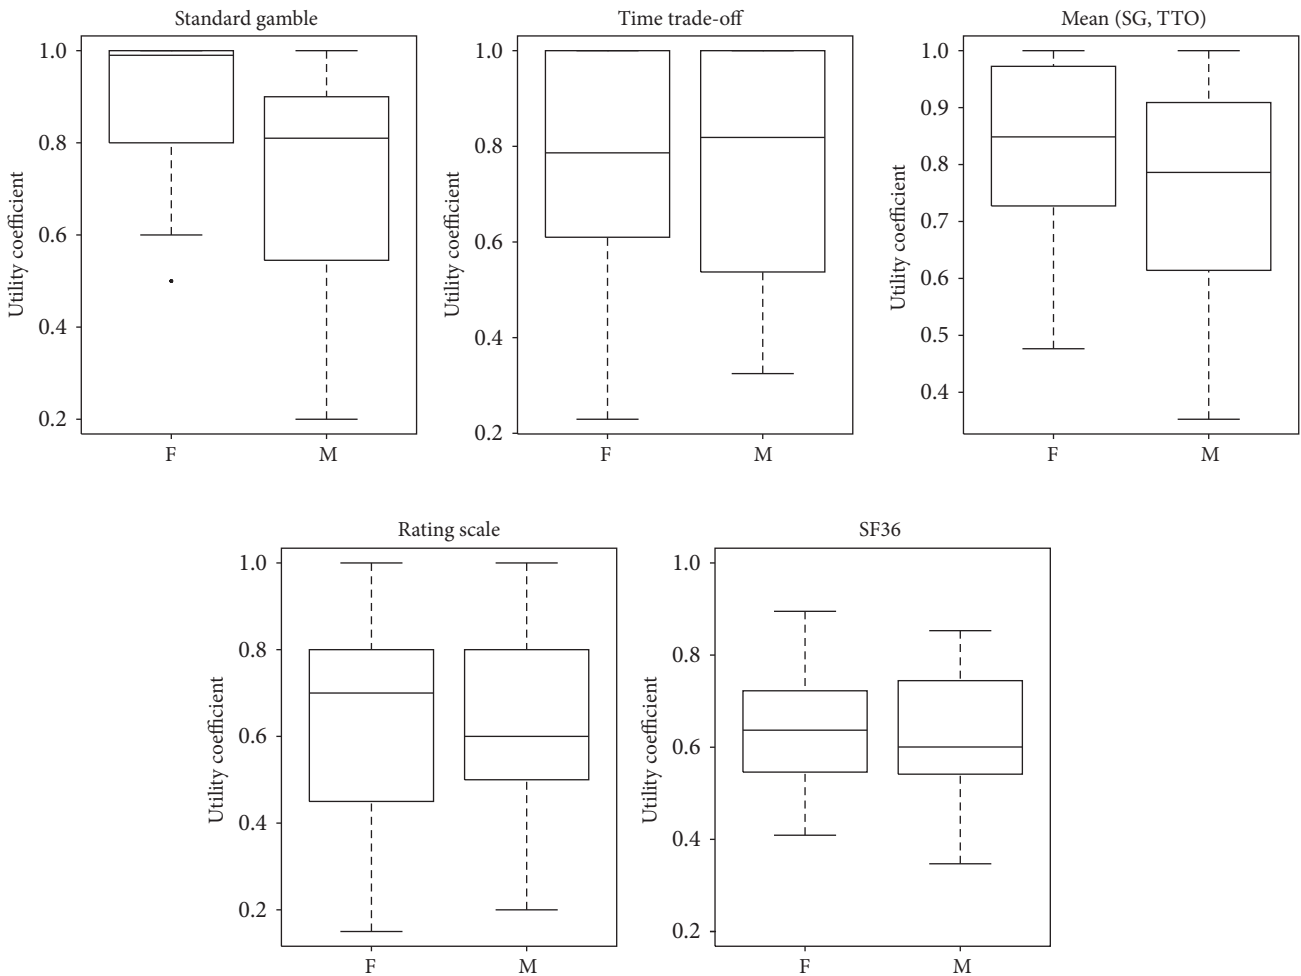 Standard gamble
1.0
0.8
0.6
0.4
0.2
Utility coefficient
F M
Time trade-off
1.0
0.8
0.6
0.4
0.2
Utility coefficient
F M
Mean (SG, TTO)
1.0
0.9
0.8
0.7
0.6
0.5
0.4
Utility coefficient
F M
Rating scale
1.0
0.8
0.6
0.4
0.2
Utility coefficient
F M
SF36
1.0
0.8
0.6
0.4
0.2
Utility coefficient
F M